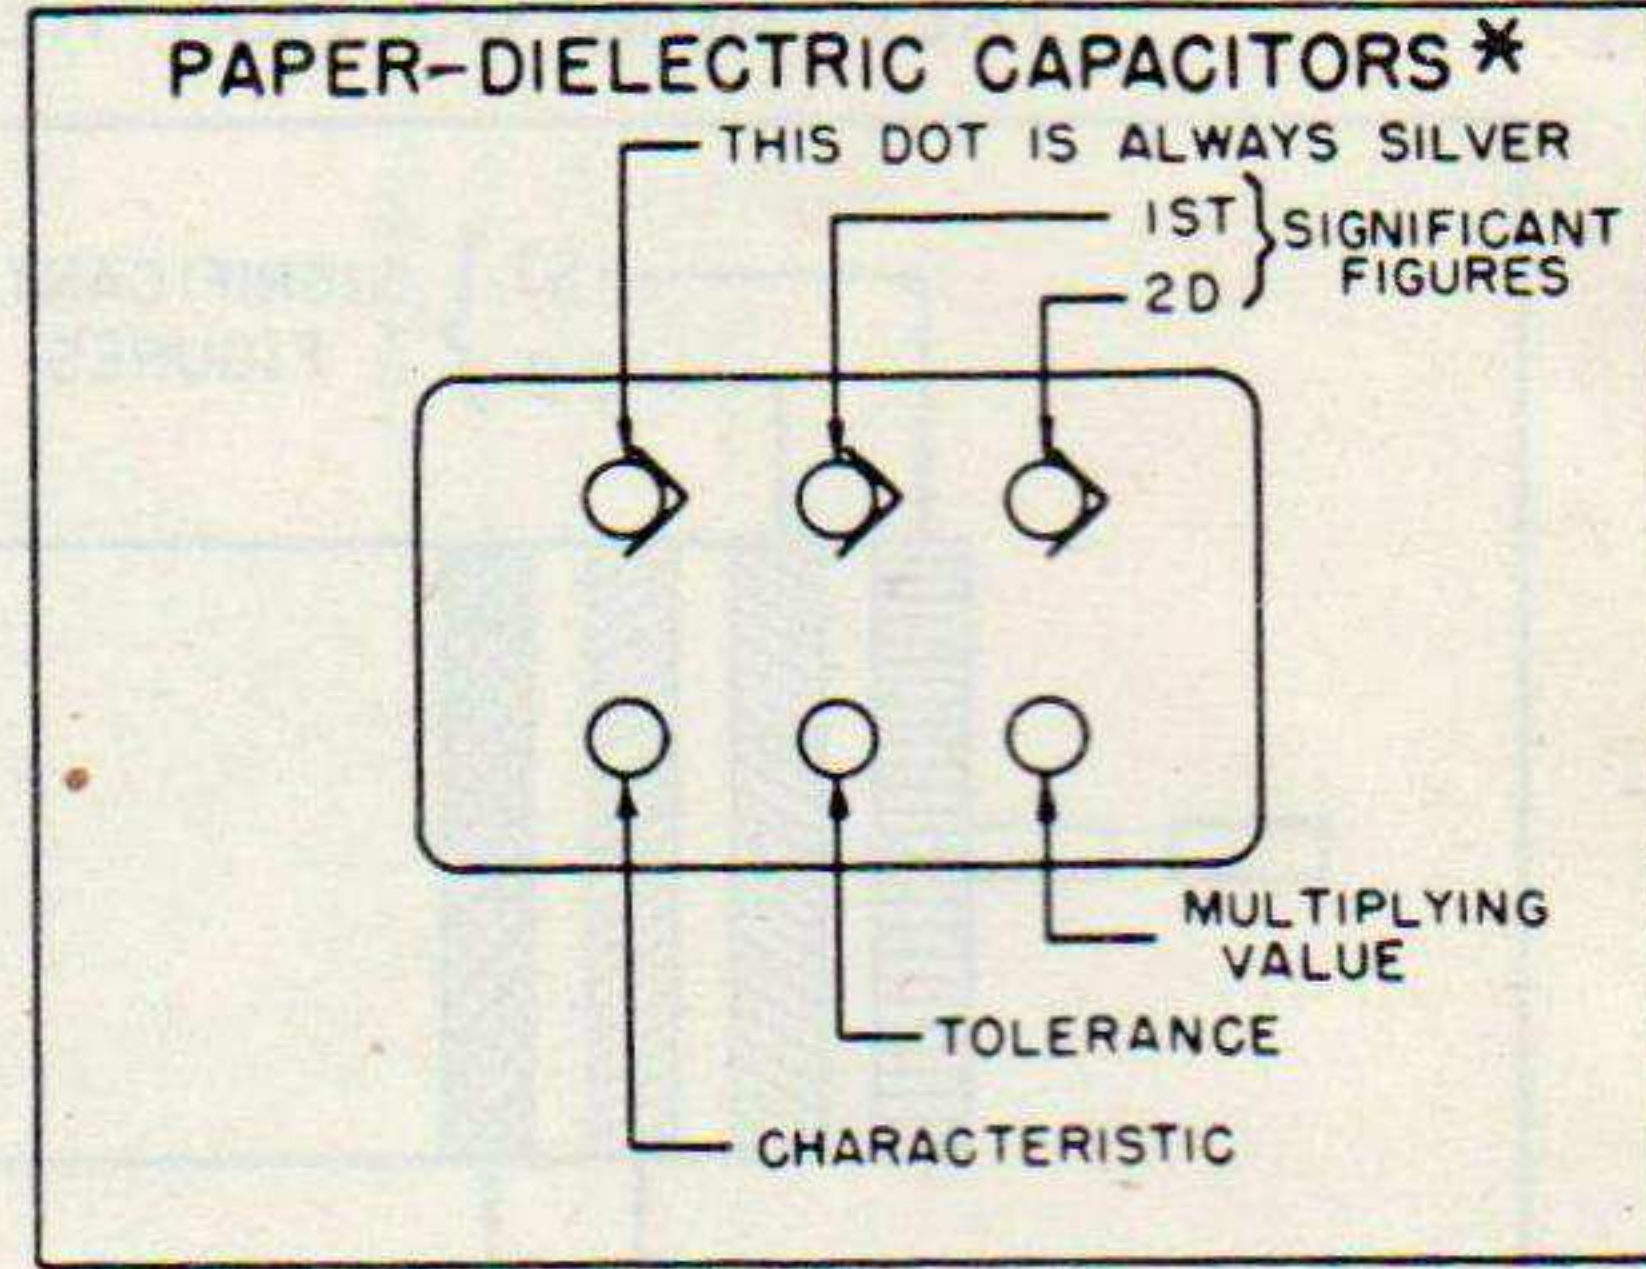 PAPER-DIELECTRIC CAPACITORS*
THIS DOT IS ALWAYS SILVER
1ST
2D
SIGNIFICANT
FIGURES
MULTIPLYING
VALUE
TOLERANCE
CHARACTERISTIC